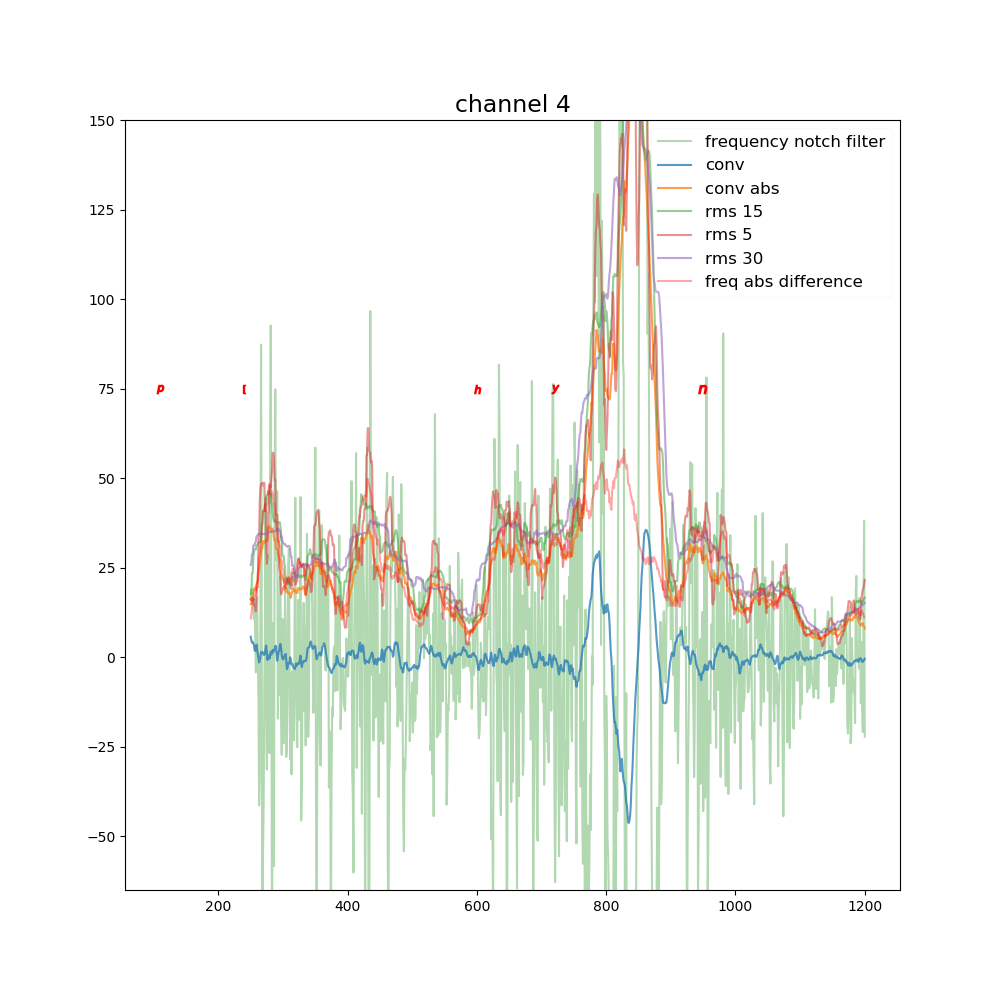 channel 4
150
125
100
75
50
25
0
−25
−50
frequency notch filter
conv
conv abs
rms 15
rms 5
rms 30
freq abs difference
p h y n
200 400 600 800 1000 1200